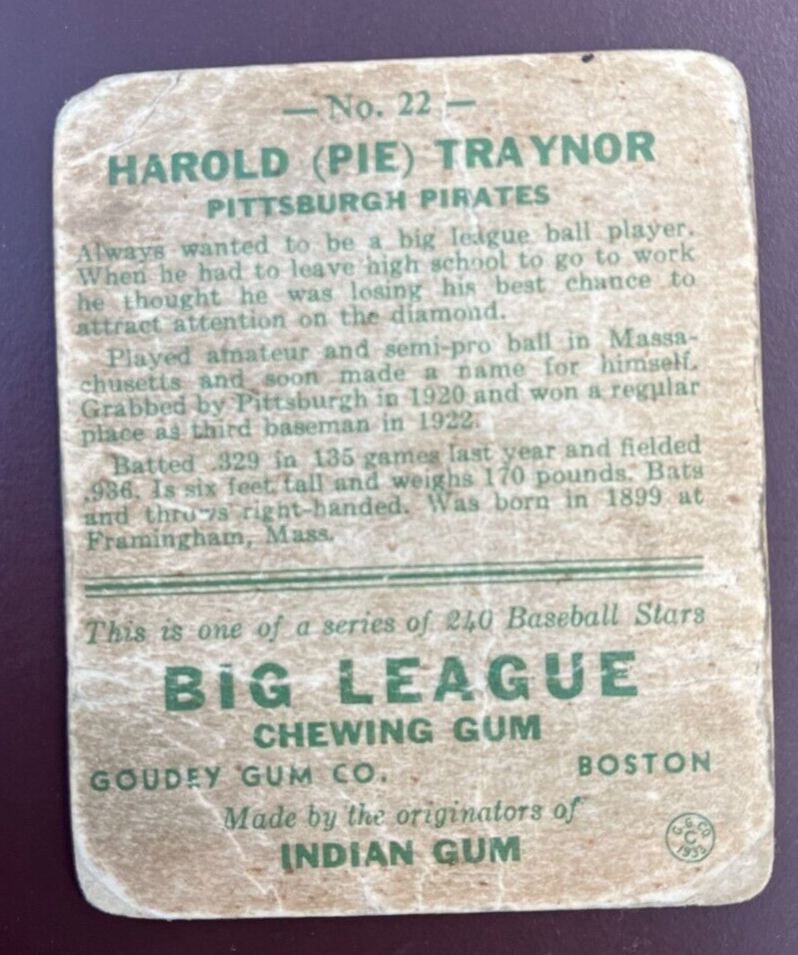 — No. 22 —
HAROLD (PIE) TRAYNOR
PITTSBURGH PIRATES
Always wanted to be a big league ball player.
When he had to leave high school to go to work
he thought he was losing his best chance to
attract attention on the diamond.
Played amateur and semi-pro ball in Massa-
chusetts and soon made a name for himself.
Grabbed by Pittsburgh in 1920 and won a regular
place as third baseman in 1922.
Batted .329 in 135 games last year and fielded
.936. Is six feet tall and weighs 170 pounds. Bats
and throws right-handed. Was born in 1899 at
Framingham, Mass.
This is one of a series of 240 Baseball Stars
BIG LEAGUE
CHEWING GUM
GOUDEY GUM CO. BOSTON
Made by the originators of
INDIAN GUM
G.G.CO.
C
1933